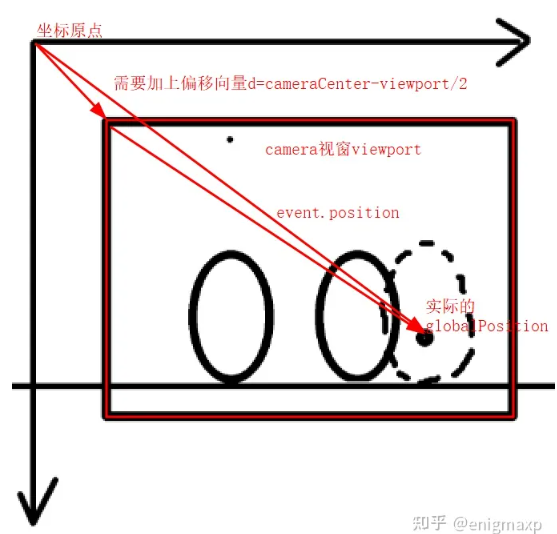 坐标原点
需要加上偏移向量d=cameraCenter-viewport/2
camera视窗viewport
event.position
实际的
globalPosition
知乎 @enigmaxp